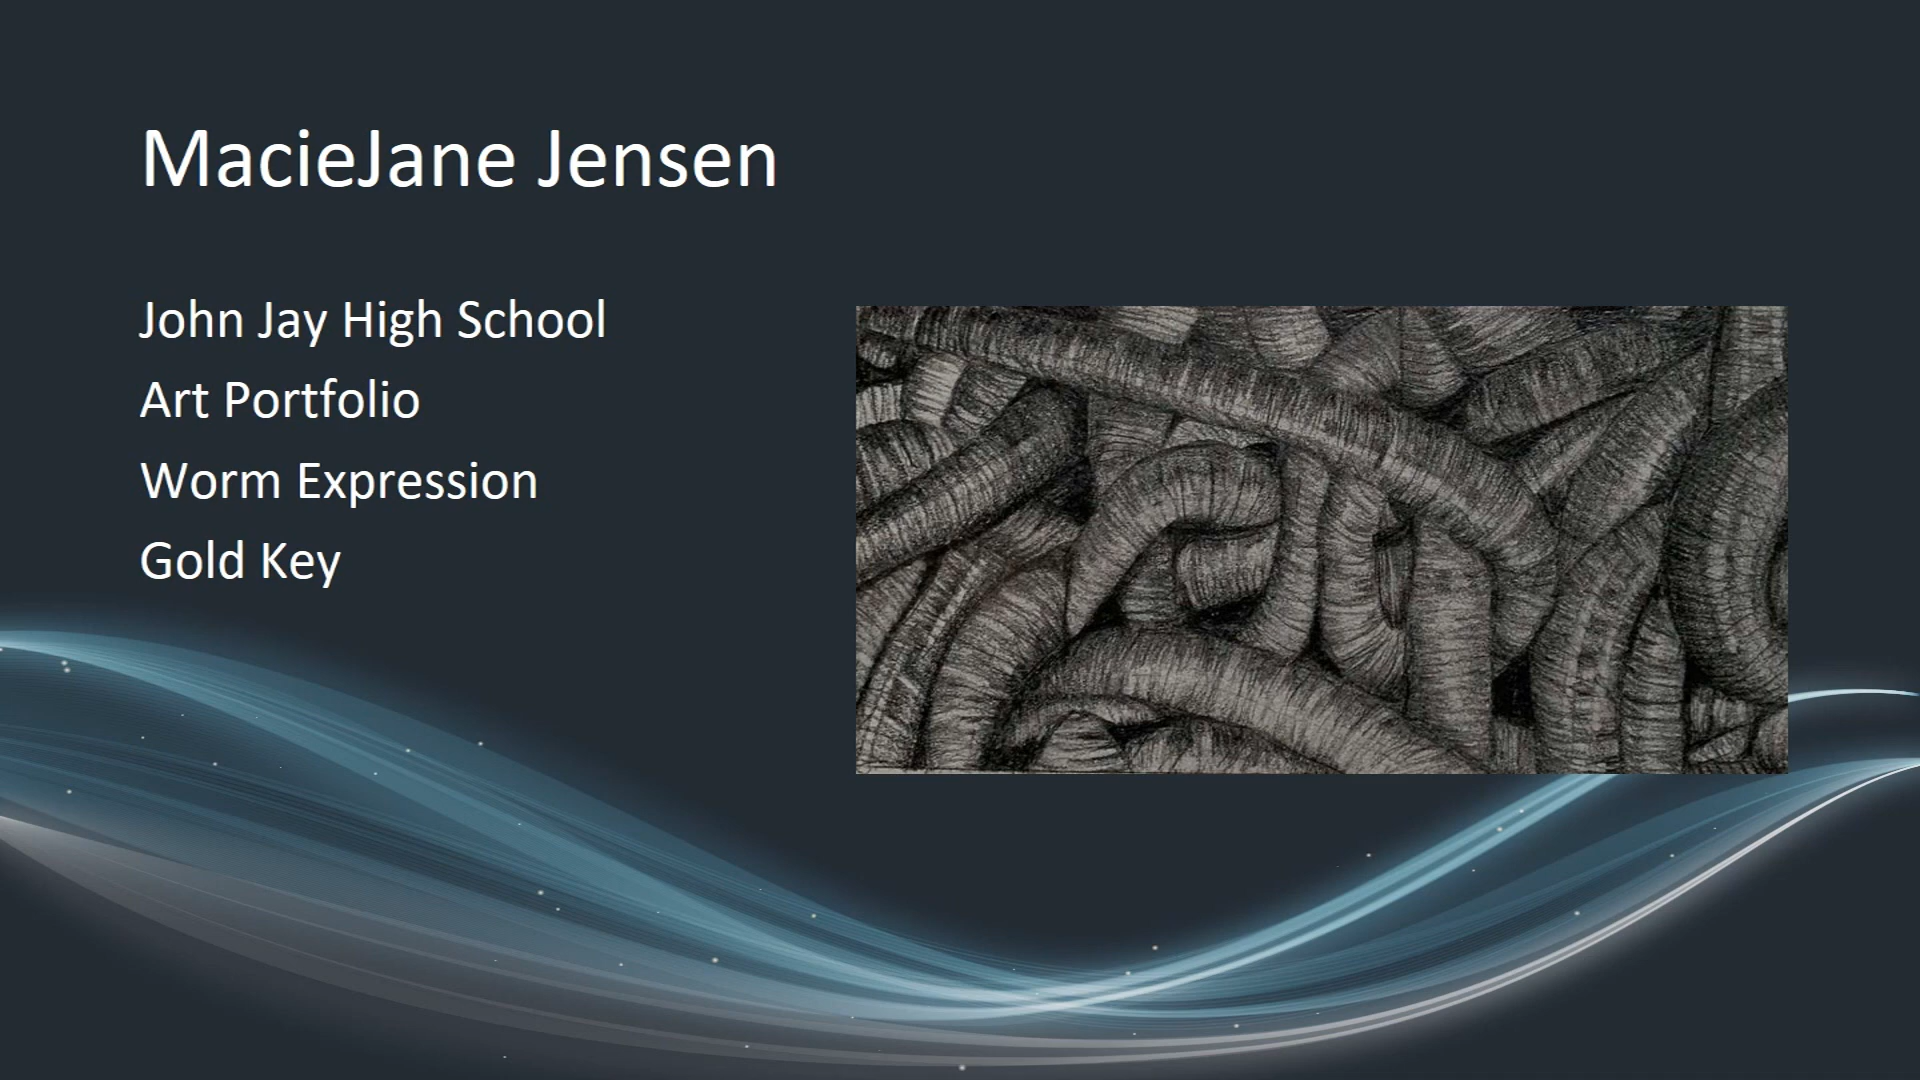 MacieJane Jensen
John Jay High School
Art Portfolio
Worm Expression
Gold Key